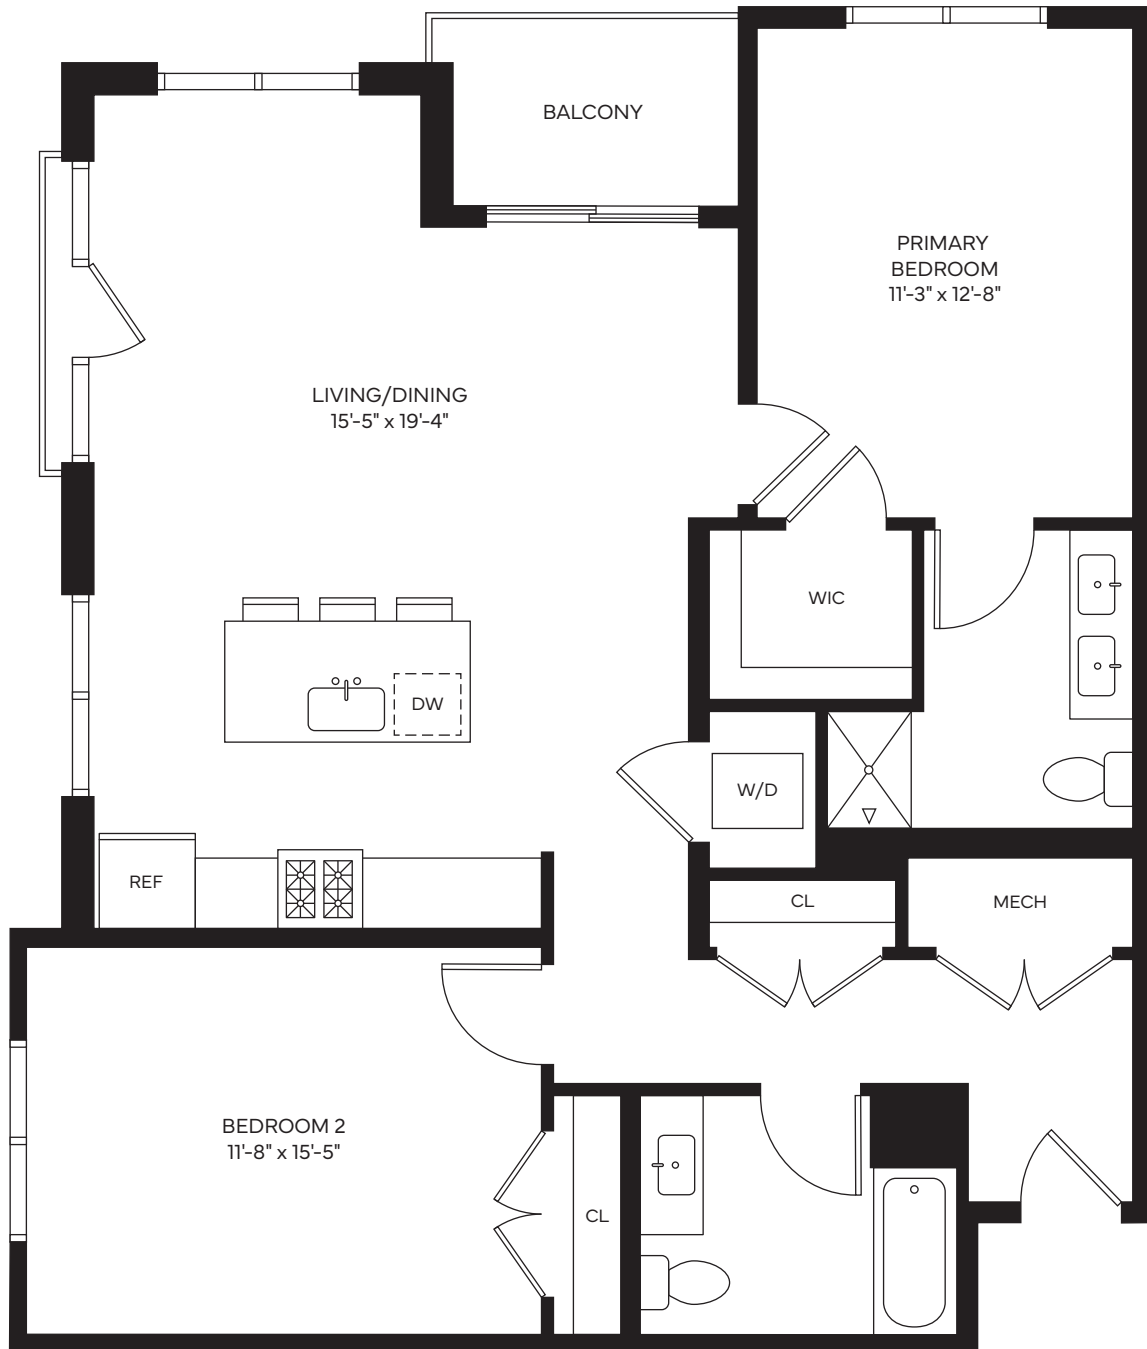 BALCONY
PRIMARY
BEDROOM
11'-3" x 12'-8"
LIVING/DINING
15'-5" x 19'-4"
WIC
DW
W/D
REF
CL
MECH
BEDROOM 2
11'-8" x 15'-5"
CL